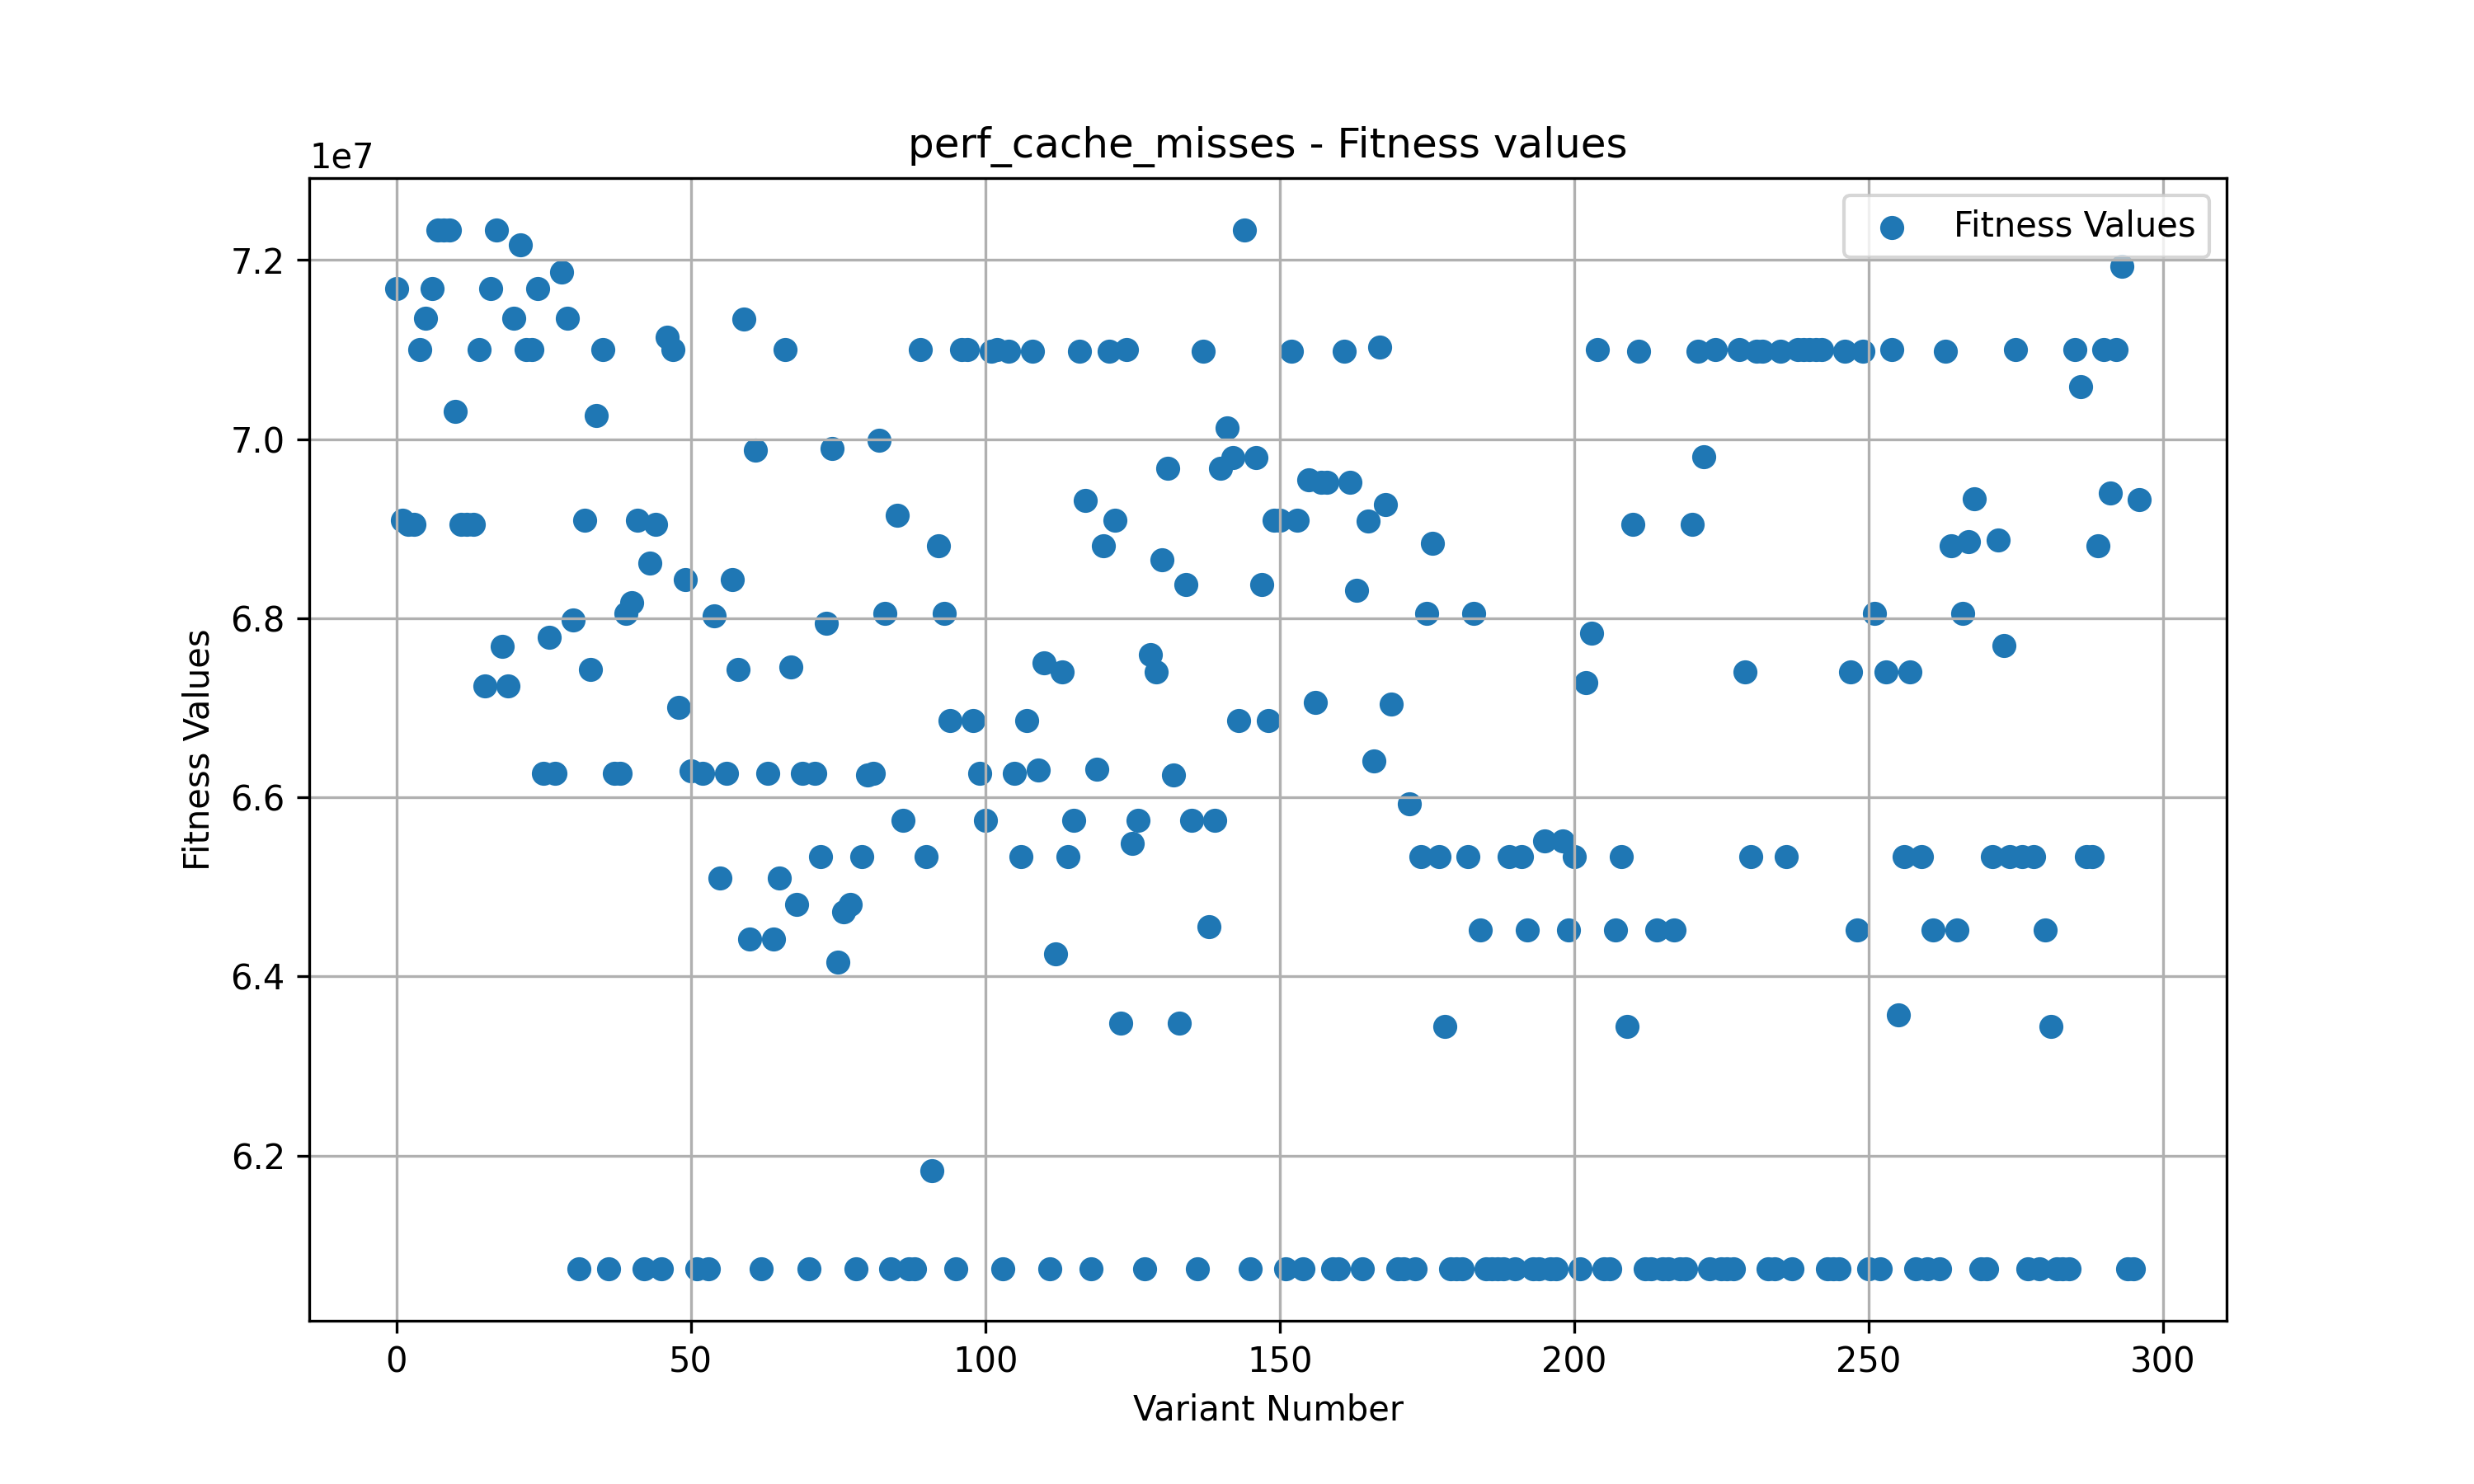 perf_cache_misses - Fitness values
1e7
Fitness Values
7.2
7.0
6.8
6.6
6.4
6.2
Fitness Values
0 50 100 150 200 250 300
Variant Number